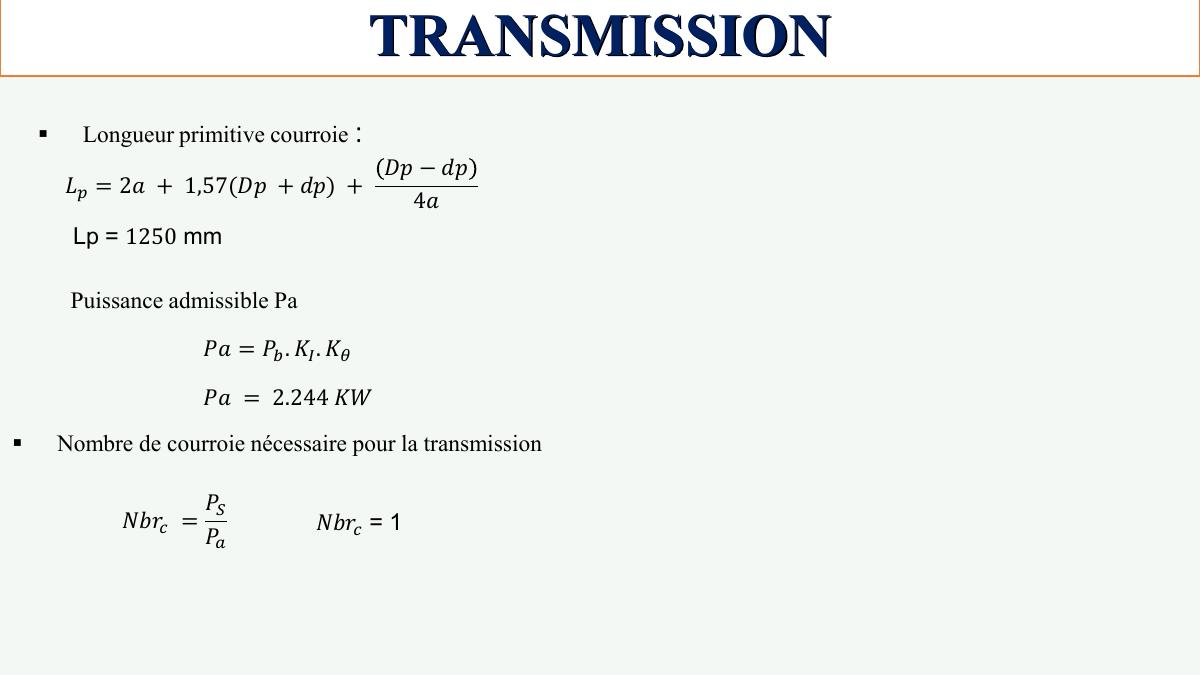 TRANSMISSION
▪ Longueur primitive courroie :
L_p = 2a + 1,57(Dp + dp) + (Dp − dp)/4a
Lp = 1250 mm
Puissance admissible Pa
Pa = P_b . K_I . K_θ
Pa = 2.244 KW
▪ Nombre de courroie nécessaire pour la transmission
Nbr_c = P_S/P_a Nbr_c = 1